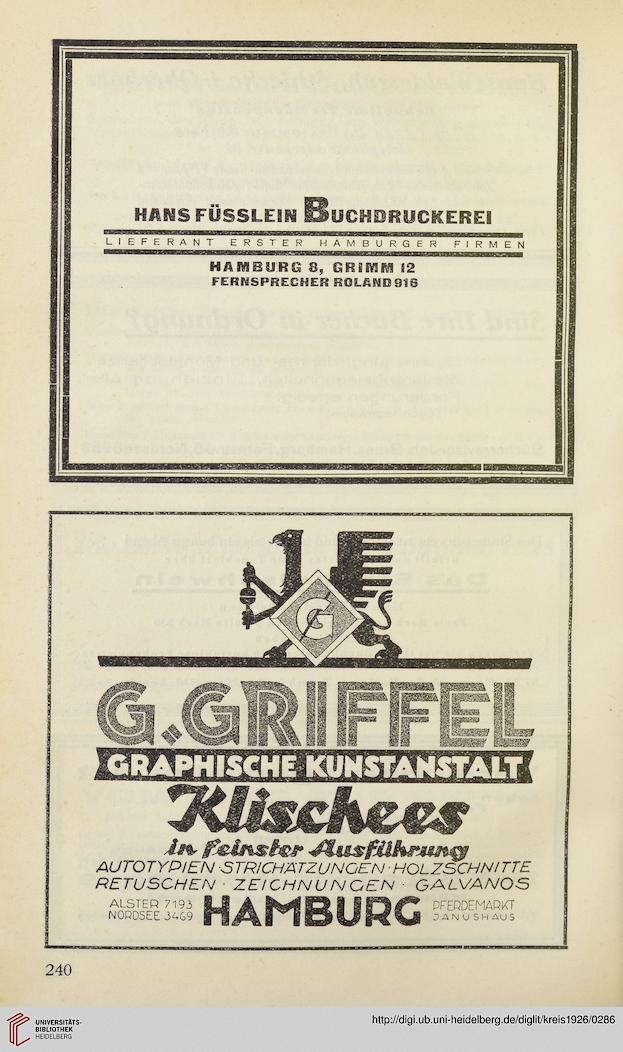 HANS FÜSSLEIN BUCHDRUCKEREI
LIEFERANT ERSTER HAMBURGER FIRMEN
HAMBURG 8, GRIMM 12
FERNSPRECHER ROLAND 916
G
G. GRIFFEL
GRAPHISCHE KUNSTANSTALT
Klischees
in feinster Ausführung
AUTOTYPIEN · STRICHÄTZUNGEN · HOLZSCHNITTE
RETUSCHEN · ZEICHNUNGEN · GALVANOS
ALSTER 7193
NORDSEE 3469
HAMBURG
PFERDEMARKT
JANUSHAUS
240
UNIVERSITÄTS-
BIBLIOTHEK
HEIDELBERG
http://digi.ub.uni-heidelberg.de/diglit/kreis1926/0286